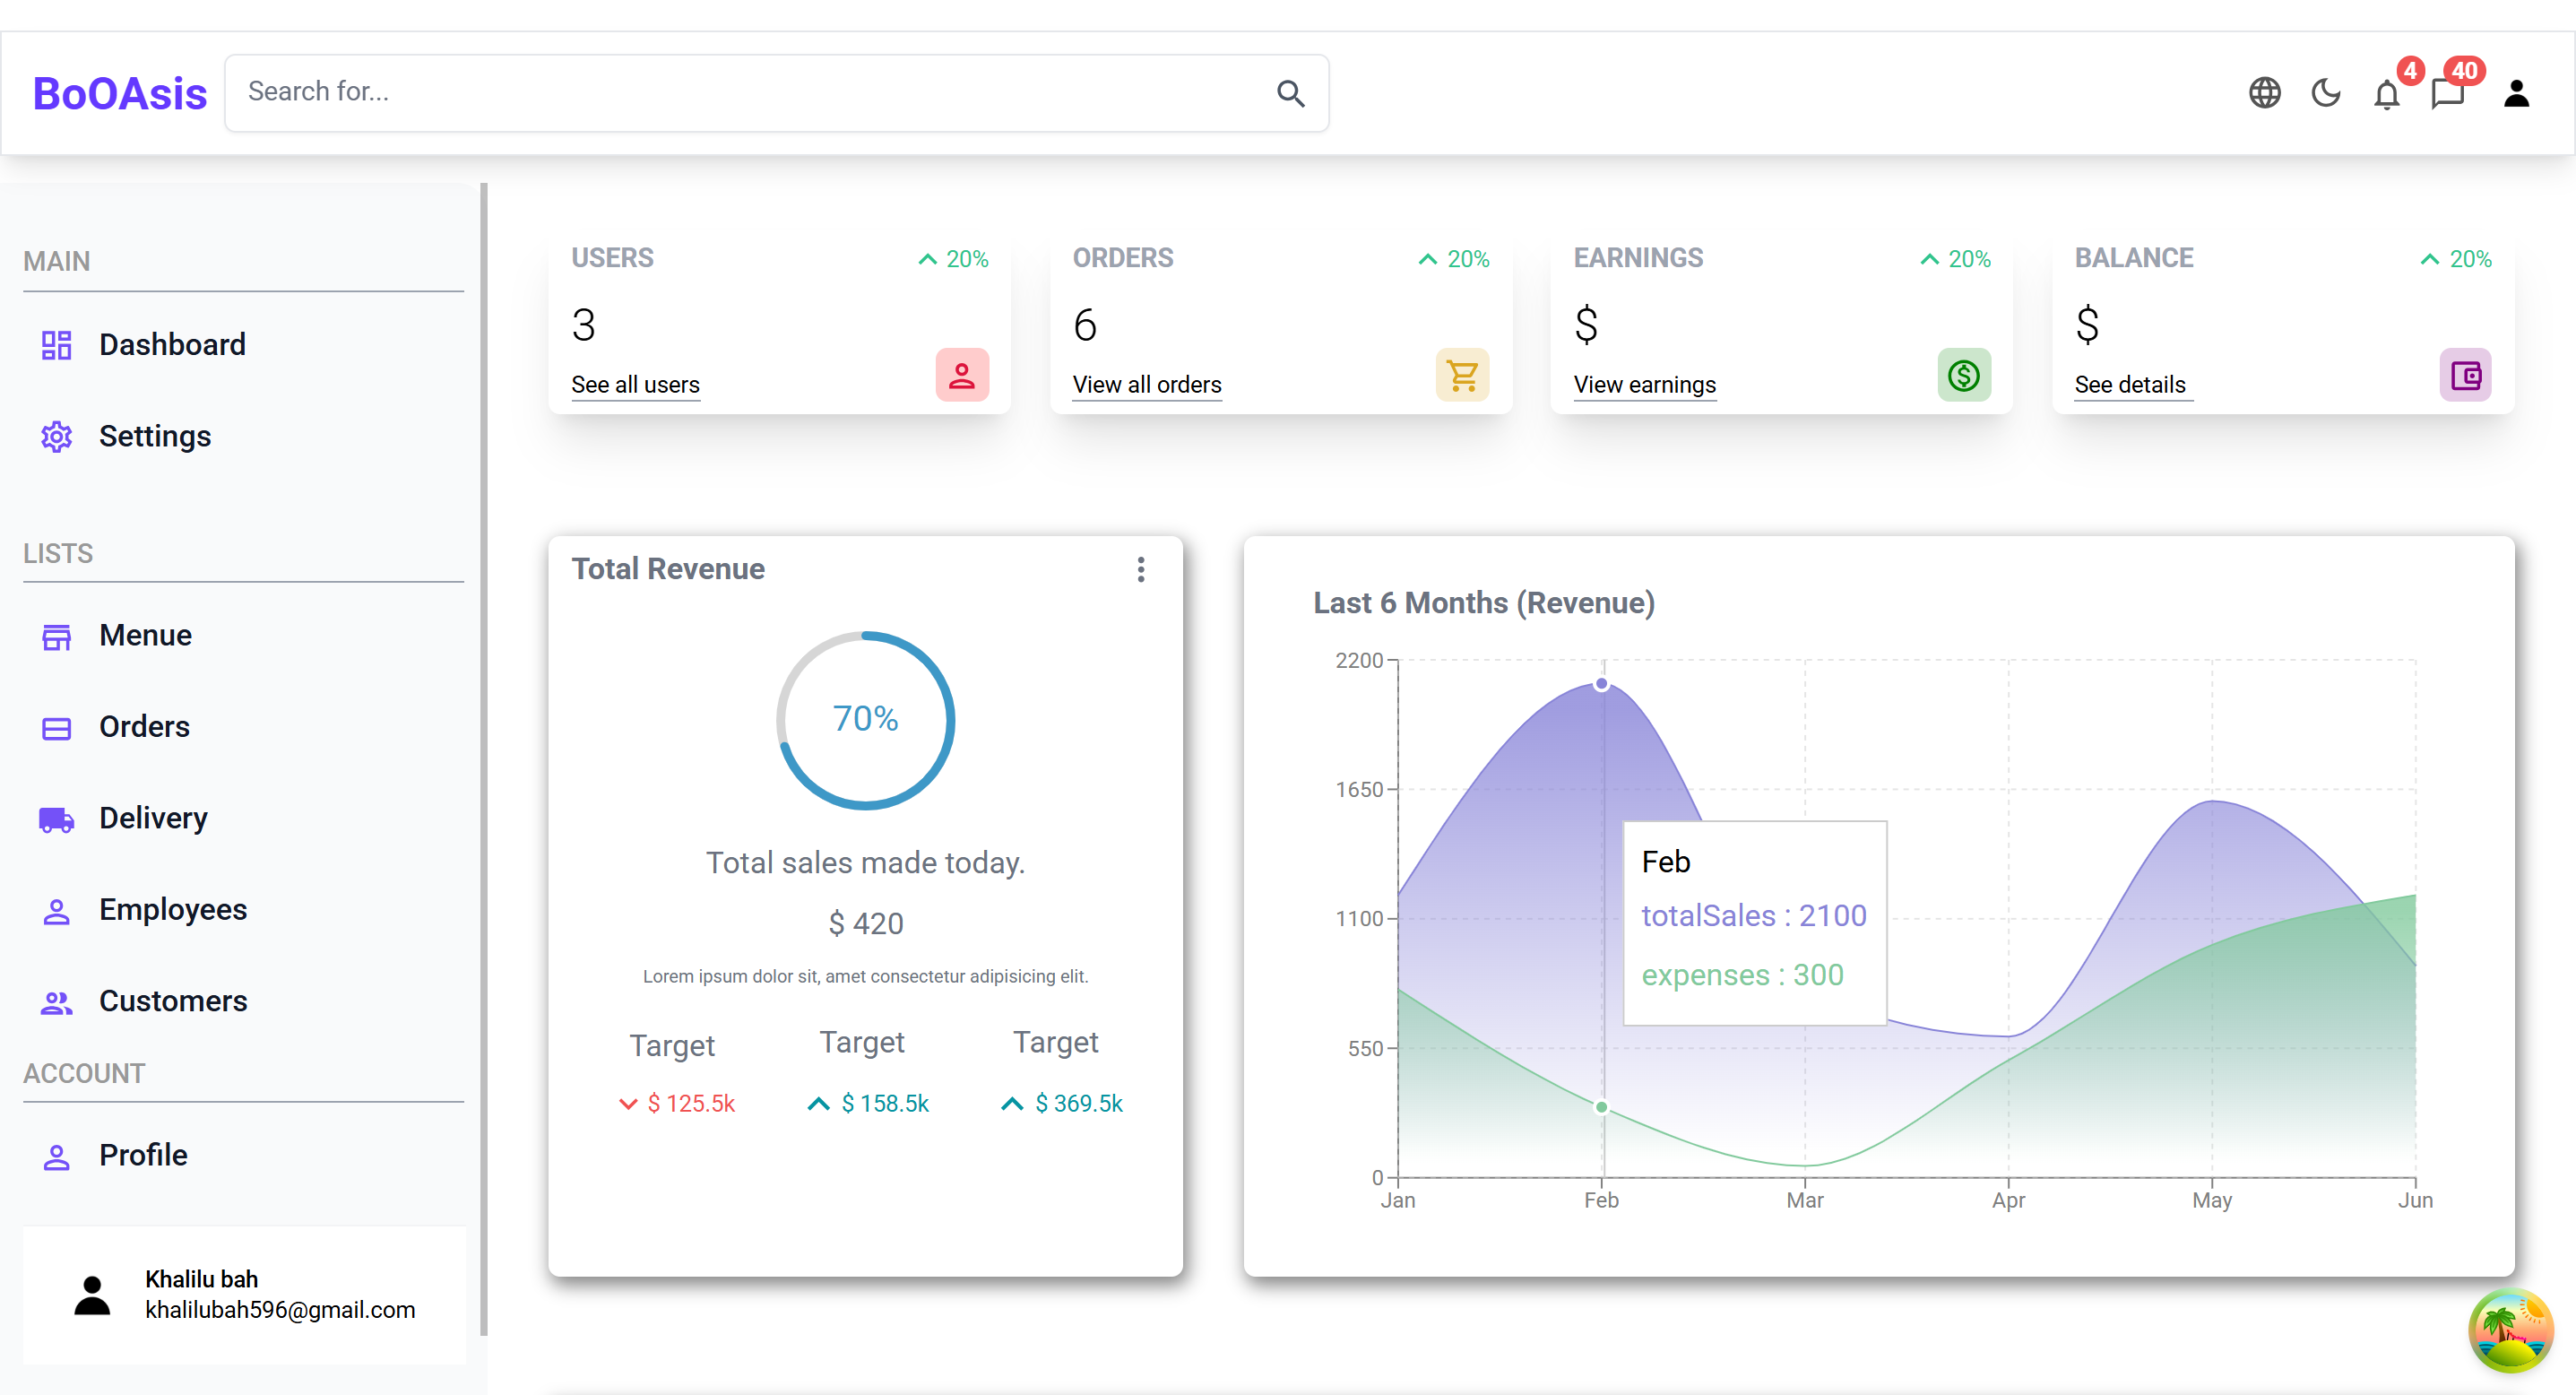 BoOAsis
Search for...
4
40
MAIN
Dashboard
Settings
LISTS
Menue
Orders
Delivery
Employees
Customers
ACCOUNT
Profile
Khalilu bah
khalilubah596@gmail.com
USERS
20%
3
See all users
ORDERS
20%
6
View all orders
EARNINGS
20%
$
View earnings
BALANCE
20%
$
See details
Total Revenue
70%
Total sales made today.
$ 420
Lorem ipsum dolor sit, amet consectetur adipisicing elit.
Target
$ 125.5k
Target
$ 158.5k
Target
$ 369.5k
Last 6 Months (Revenue)
2200
1650
1100
550
0
Feb
totalSales : 2100
expenses : 300
Jan Feb Mar Apr May Jun